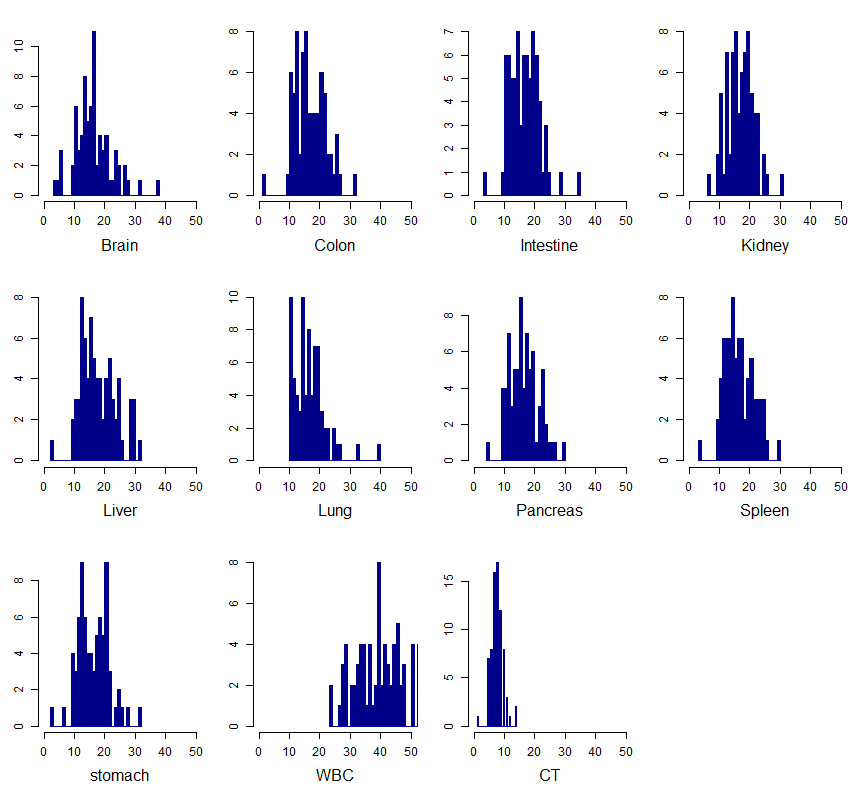 0 2 4 6 8 10
0 10 20 30 40 50
Brain
0 2 4 6 8
0 10 20 30 40 50
Colon
0 1 2 3 4 5 6 7
0 10 20 30 40 50
Intestine
0 2 4 6 8
0 10 20 30 40 50
Kidney
0 2 4 6 8
0 10 20 30 40 50
Liver
0 2 4 6 8 10
0 10 20 30 40 50
Lung
0 2 4 6 8
0 10 20 30 40 50
Pancreas
0 2 4 6 8
0 10 20 30 40 50
Spleen
0 2 4 6 8
0 10 20 30 40 50
stomach
0 2 4 6 8
0 10 20 30 40 50
WBC
0 5 10 15
0 10 20 30 40 50
CT